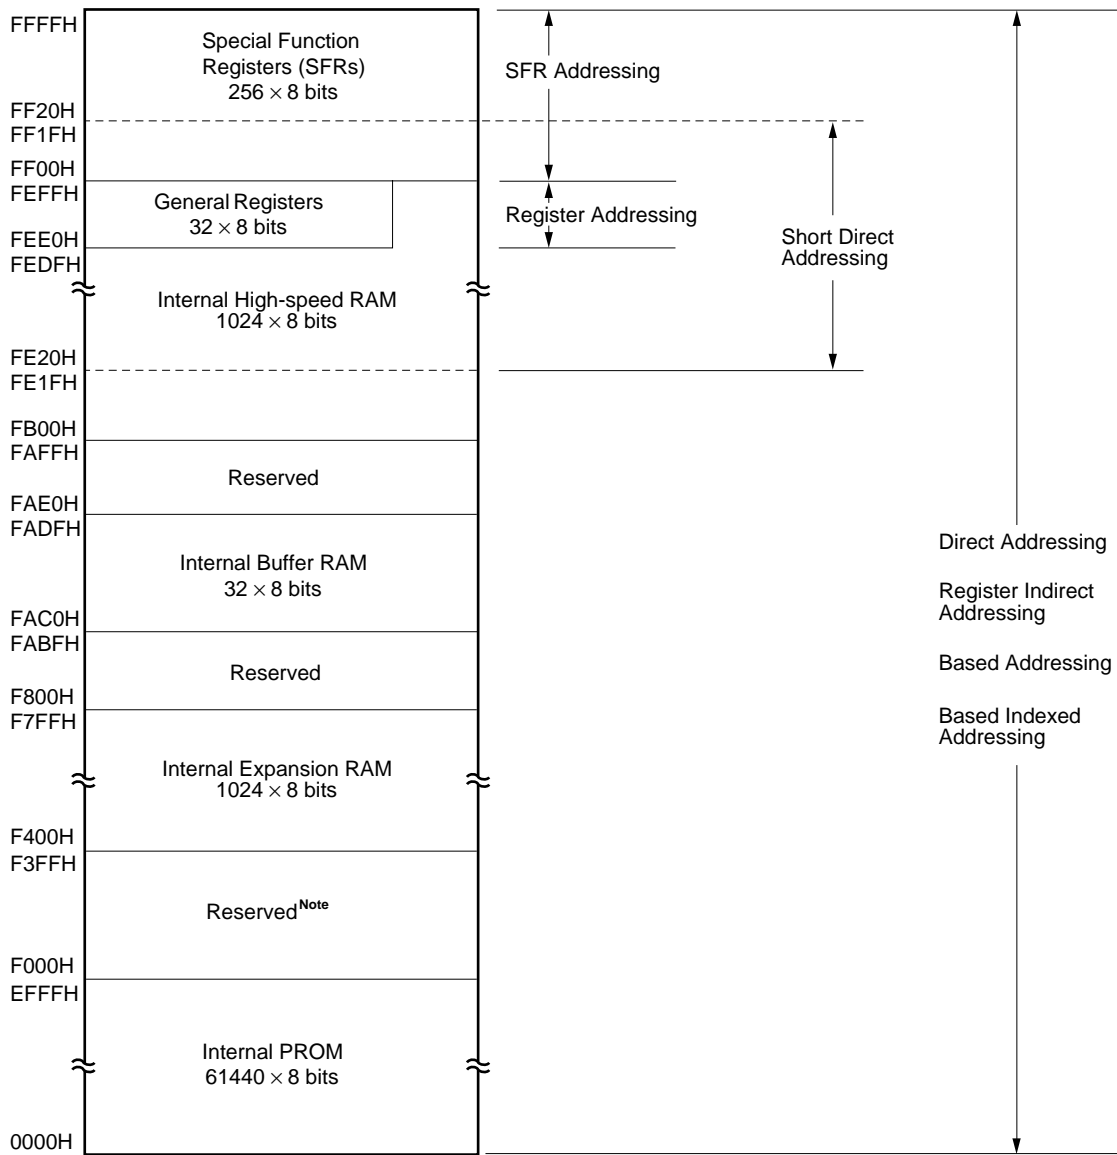 FFFFH
Special Function
Registers (SFRs)
256 × 8 bits
SFR Addressing
FF20H
FF1FH
FF00H
FEFFH
General Registers
32 × 8 bits
Register Addressing
FEE0H
FEDFH
Short Direct
Addressing
Internal High-speed RAM
1024 × 8 bits
FE20H
FE1FH
FB00H
FAFFH
Reserved
FAE0H
FADFH
Internal Buffer RAM
32 × 8 bits
Direct Addressing
Register Indirect
Addressing
FAC0H
FABFH
Reserved
Based Addressing
F800H
F7FFH
Based Indexed
Addressing
Internal Expansion RAM
1024 × 8 bits
F400H
F3FFH
Reserved Note
F000H
EFFFH
Internal PROM
61440 × 8 bits
0000H